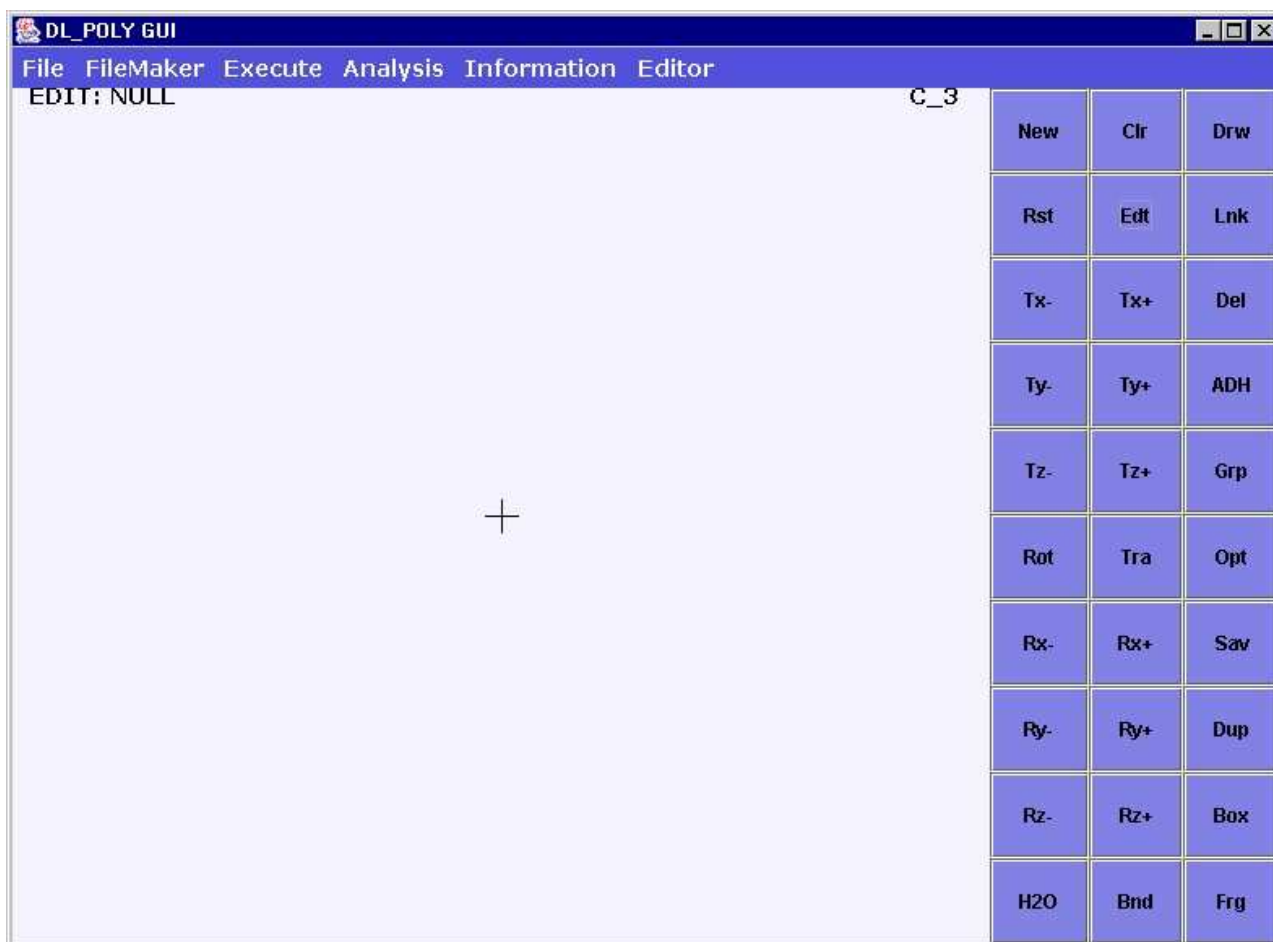 DL_POLY GUI
File FileMaker Execute Analysis Information Editor
EDIT: NULL C_3
New Clr Drw
Rst Edt Lnk
Tx- Tx+ Del
Ty- Ty+ ADH
Tz- Tz+ Grp
Rot Tra Opt
Rx- Rx+ Sav
Ry- Ry+ Dup
Rz- Rz+ Box
H2O Bnd Frg